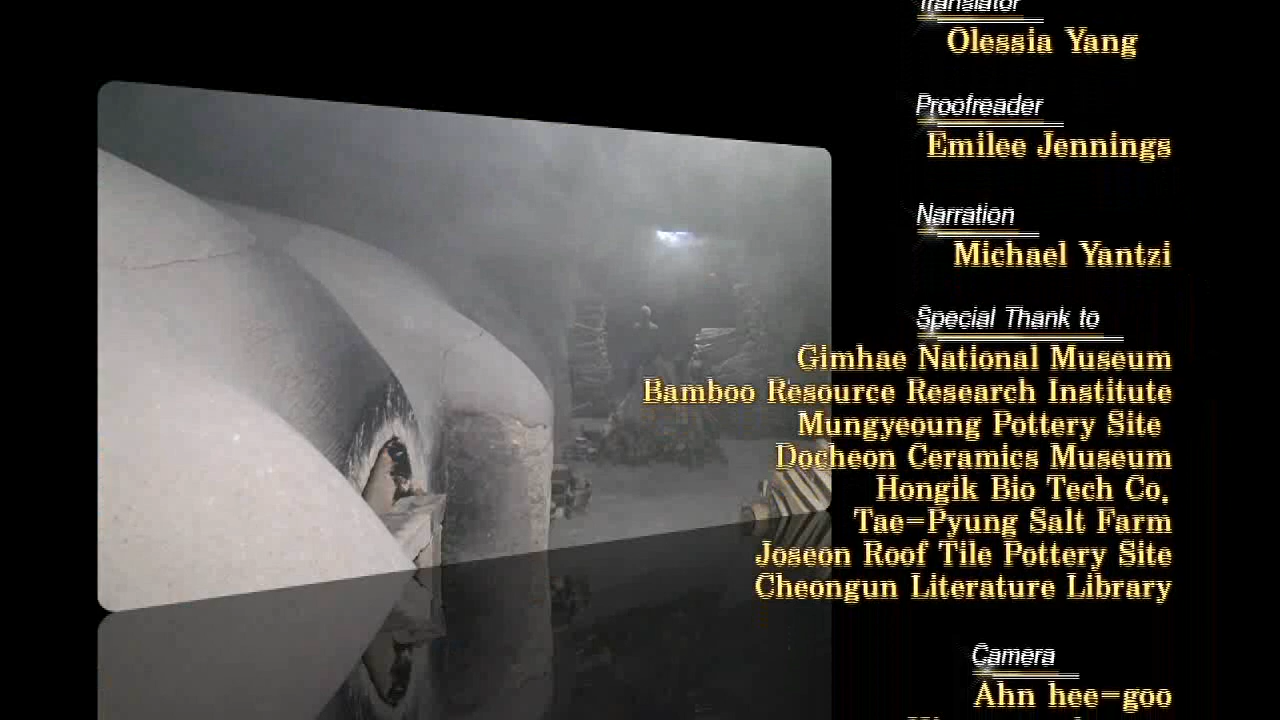 Translator
Olessia Yang
Proofreader
Emilee Jennings
Narration
Michael Yantzi
Special Thank to
Gimhae National Museum
Bamboo Resource Research Institute
Mungyeoung Pottery Site
Docheon Ceramics Museum
Hongik Bio Tech Co,
Tae-Pyung Salt Farm
Joseon Roof Tile Pottery Site
Cheongun Literature Library
Camera
Ahn hee-goo